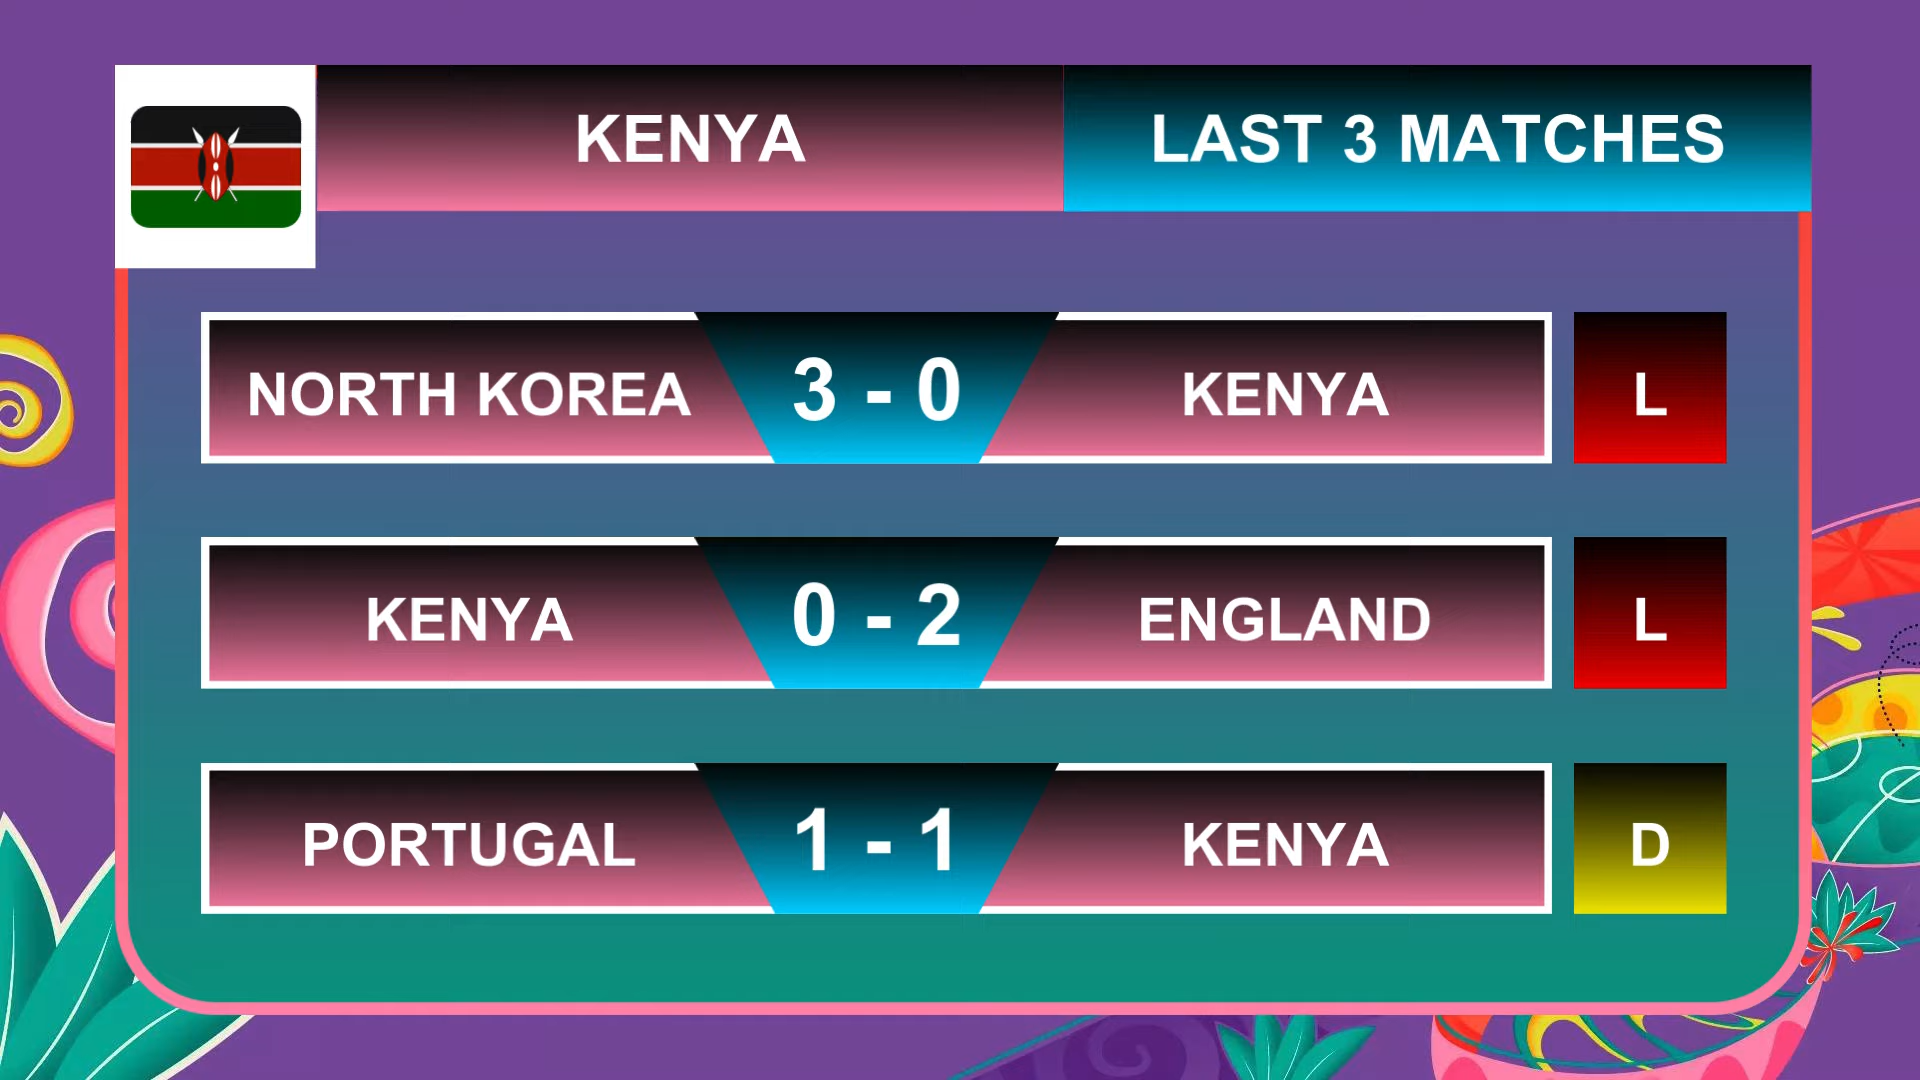 KENYA LAST 3 MATCHES
NORTH KOREA 3 - 0 KENYA L
KENYA 0 - 2 ENGLAND L
PORTUGAL 1 - 1 KENYA D